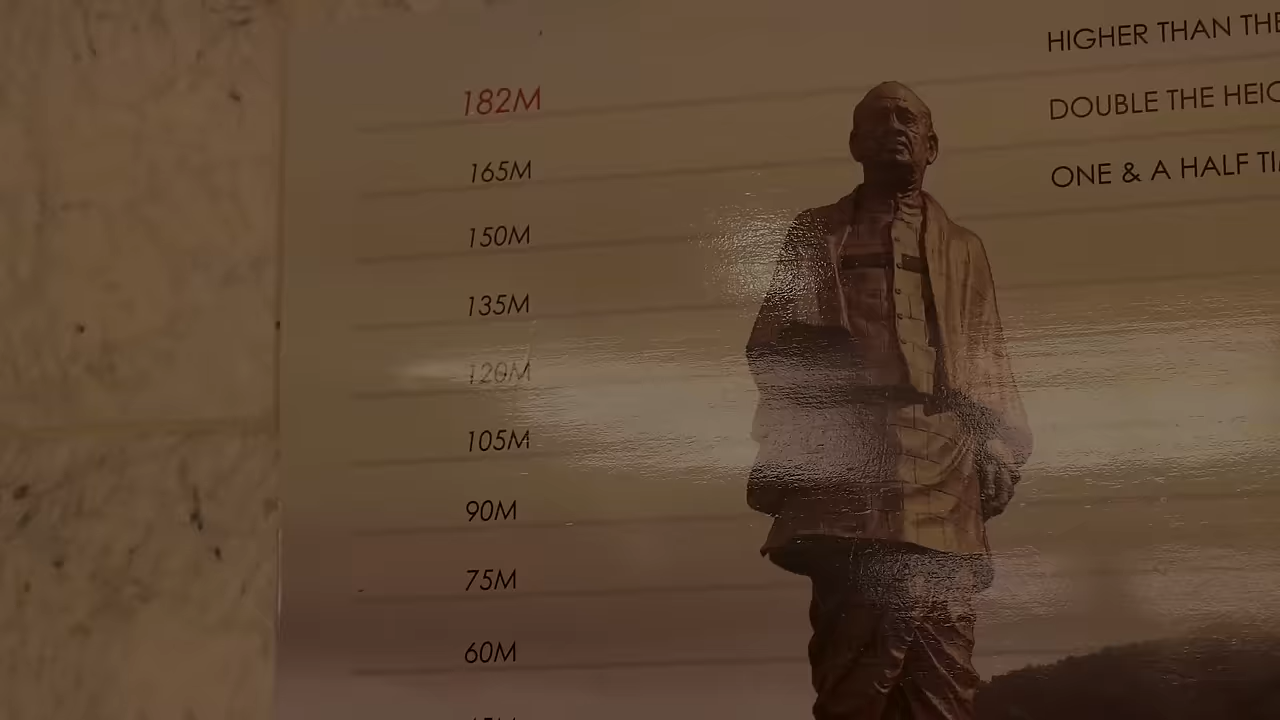 HIGHER THAN THE
182M
DOUBLE THE HEIG
165M
ONE & A HALF TI
150M
135M
120M
105M
90M
75M
60M